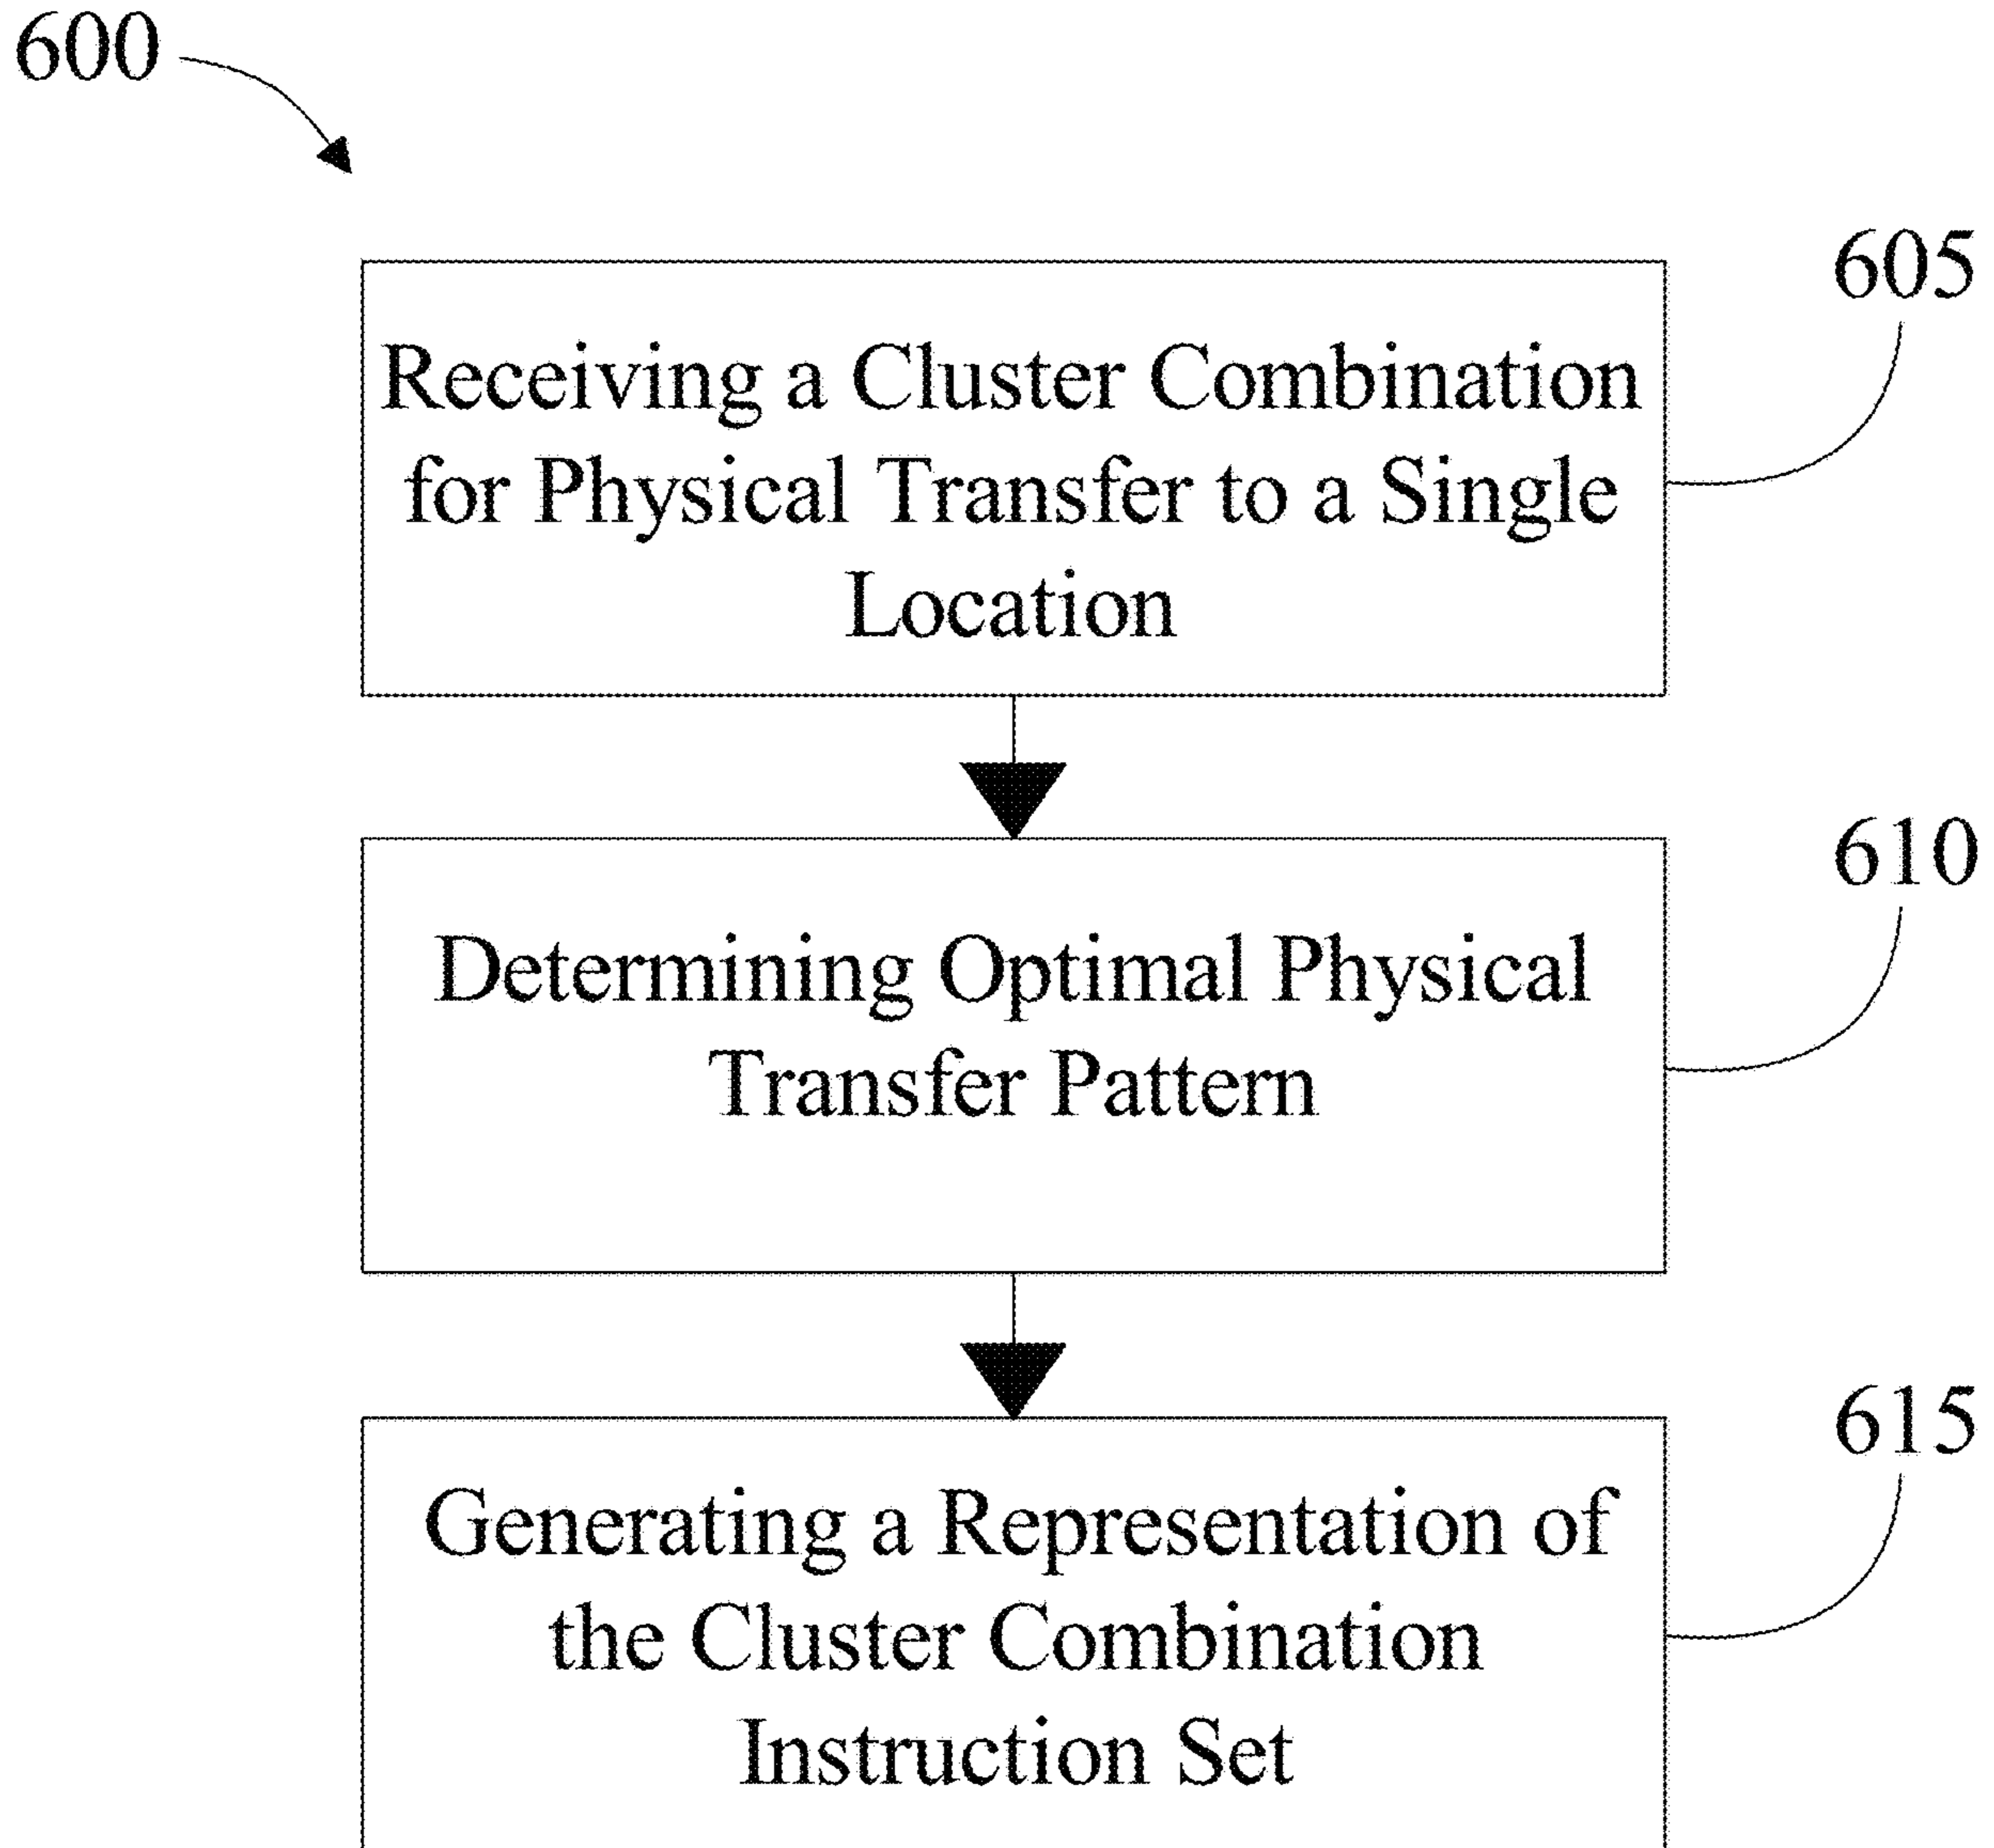 600
605
Receiving a Cluster Combination
for Physical Transfer to a Single
Location
610
Determining Optimal Physical
Transfer Pattern
615
Generating a Representation of
the Cluster Combination
Instruction Set